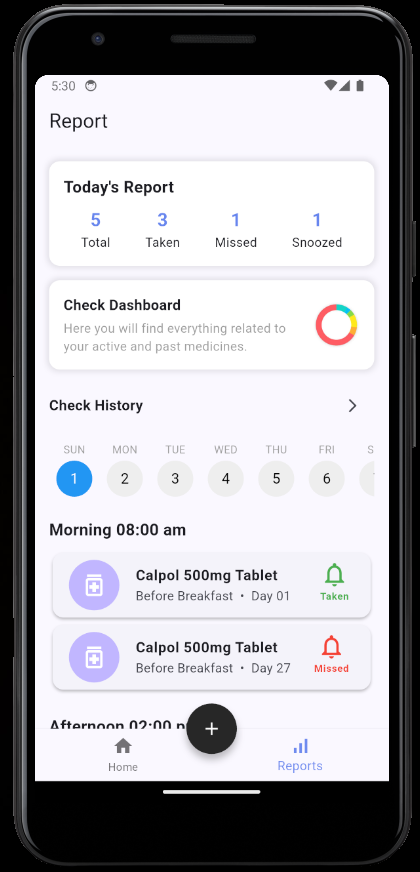 5:30
Report
Today's Report
5 3 1 1
Total Taken Missed Snoozed
Check Dashboard
Here you will find everything related to
your active and past medicines.
Check History
SUN MON TUE WED THU FRI S
1 2 3 4 5 6
Morning 08:00 am
Calpol 500mg Tablet
Before Breakfast • Day 01
Taken
Calpol 500mg Tablet
Before Breakfast • Day 27
Missed
Afternoon 02:00
+
Home Reports